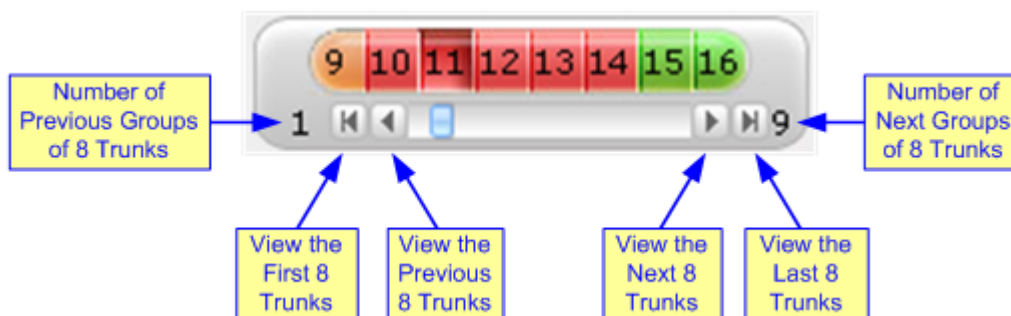 9 10 11 12 13 14 15 16
Number of
Previous Groups
of 8 Trunks
1
9
Number of
Next Groups
of 8 Trunks
View the
First 8
Trunks
View the
Previous
8 Trunks
View the
Next 8
Trunks
View the
Last 8
Trunks